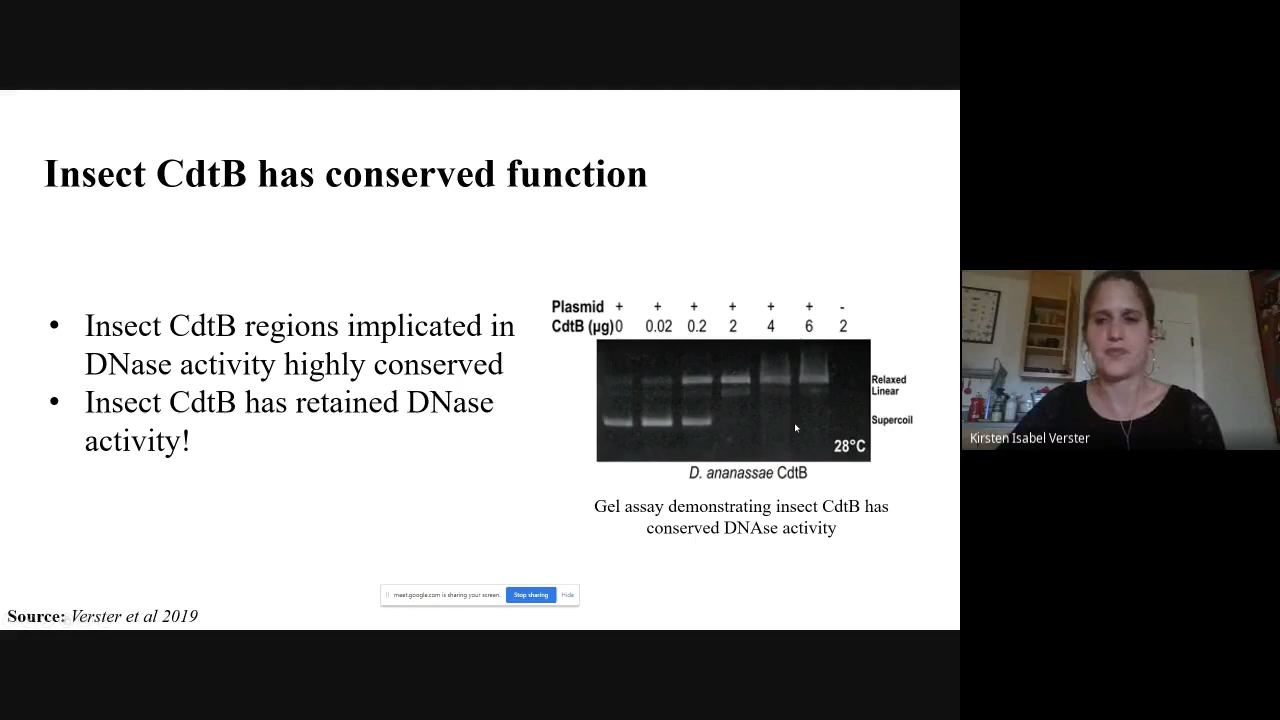 Insect CdtB has conserved function
• Insect CdtB regions implicated in
DNase activity highly conserved
• Insect CdtB has retained DNase
activity!
Plasmid + + + + + + -
CdtB (µg) 0 0.02 0.2 2 4 6 2
Relaxed
Linear
Supercoil
28°C
D. ananassae CdtB
Gel assay demonstrating insect CdtB has
conserved DNAse activity
meet.google.com is sharing your screen. Stop sharing Hide
Source: Verster et al 2019
Kirsten Isabel Verster